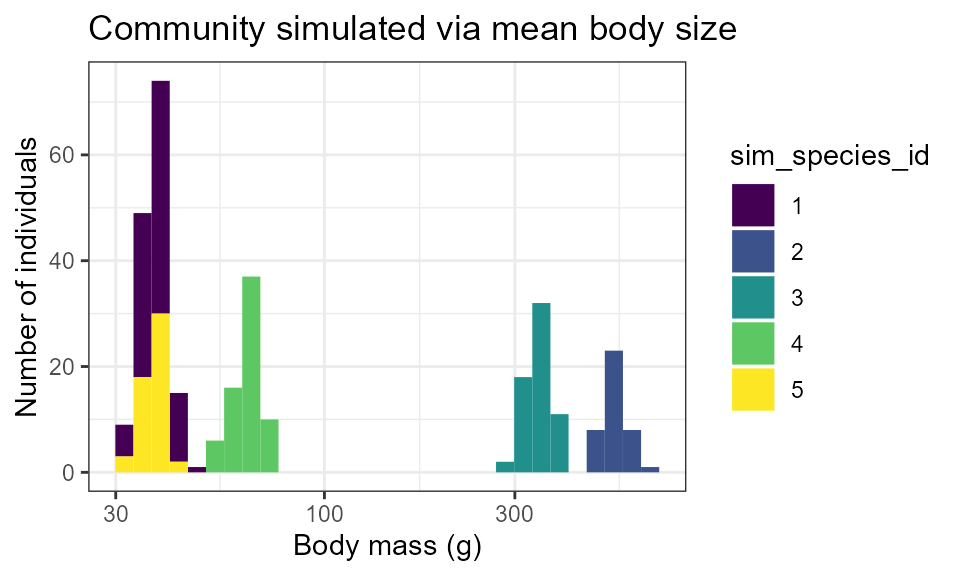 Community simulated via mean body size
Number of individuals
60
40
20
0
30 100 300
Body mass (g)
sim_species_id
1
2
3
4
5